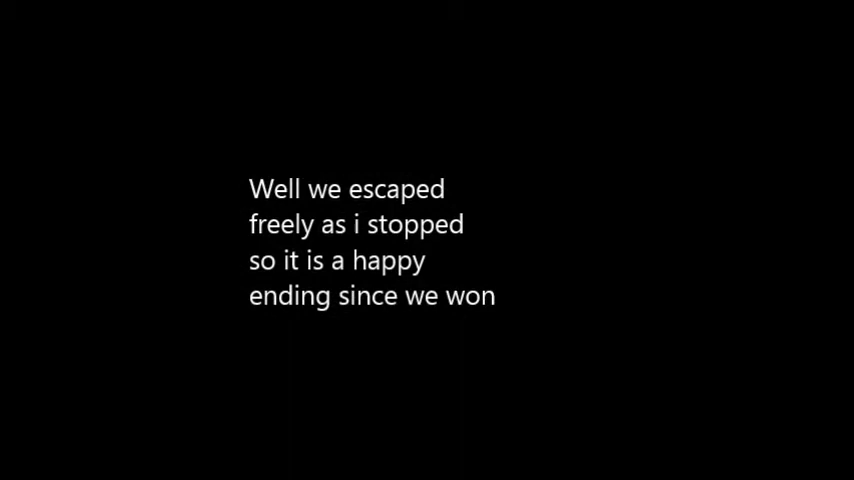 Well we escaped
freely as i stopped
so it is a happy
ending since we won